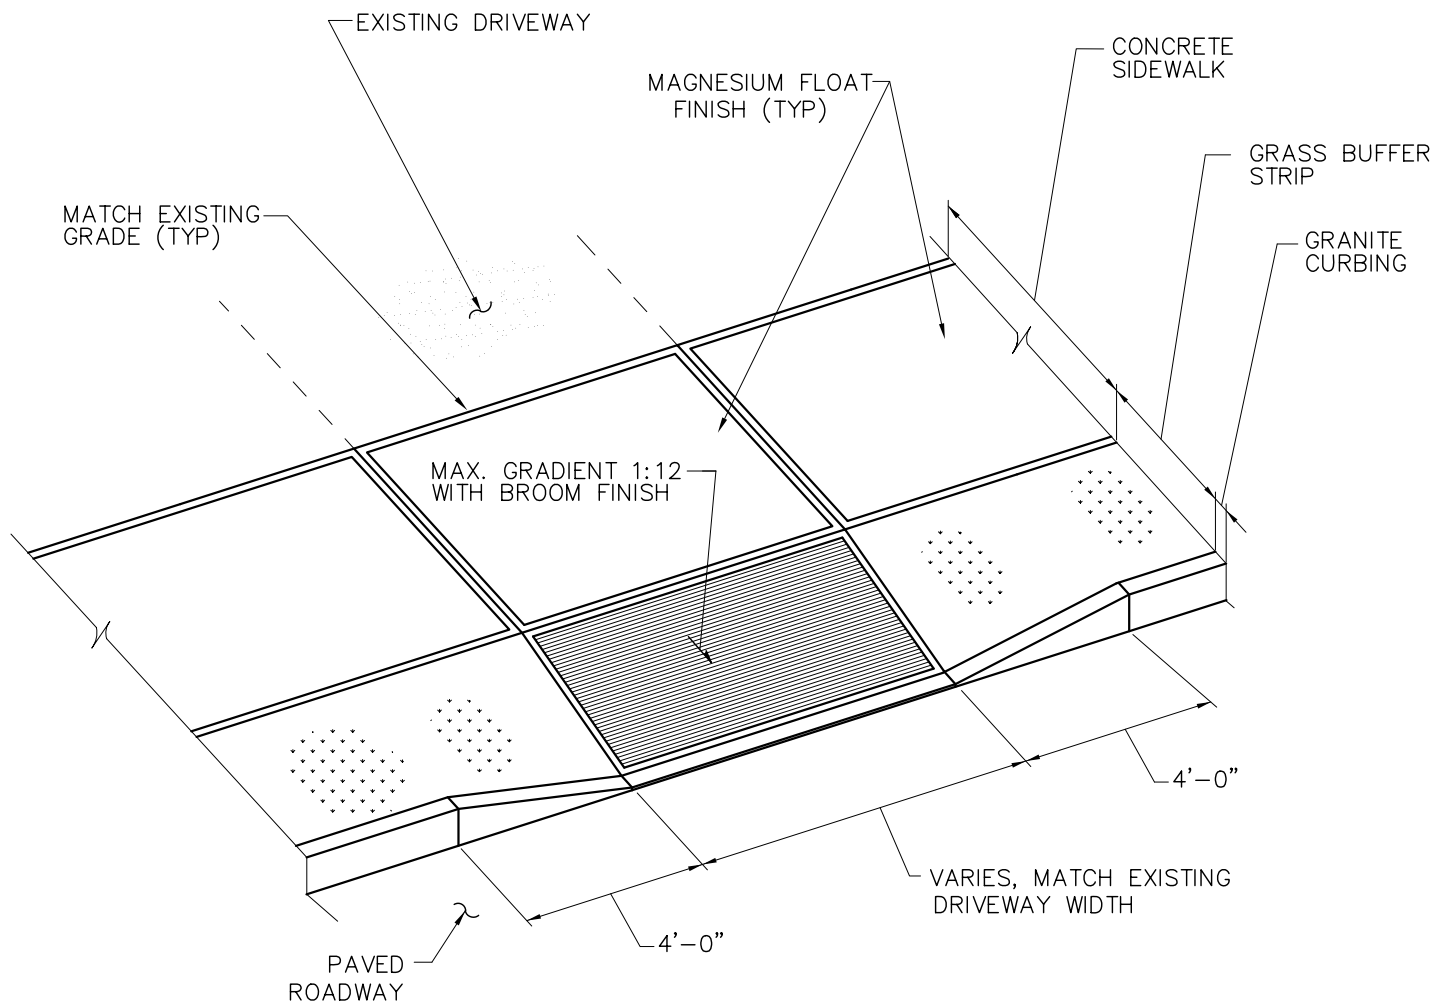 EXISTING DRIVEWAY
CONCRETE
SIDEWALK
MAGNESIUM FLOAT
FINISH (TYP)
GRASS BUFFER
STRIP
MATCH EXISTING
GRADE (TYP)
GRANITE
CURBING
MAX. GRADIENT 1:12
WITH BROOM FINISH
4'-0"
VARIES, MATCH EXISTING
DRIVEWAY WIDTH
4'-0"
PAVED
ROADWAY